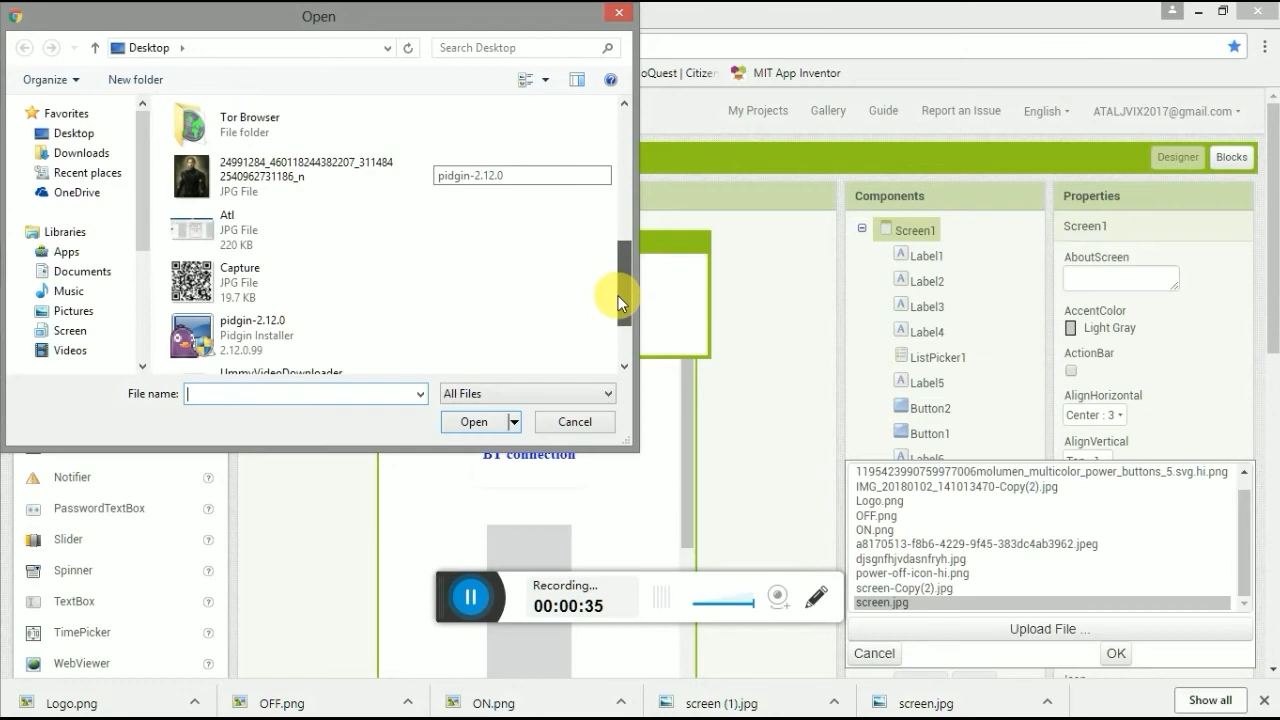 Open
Desktop
Search Desktop
Organize
New folder
Favorites
Desktop
Downloads
Recent places
OneDrive
Libraries
Apps
Documents
Music
Pictures
Screen
Videos
Tor Browser
File folder
24991284_460118244382207_311484
2540962731186_n
JPG File
pidgin-2.12.0
Atl
JPG File
220 KB
Capture
JPG File
19.7 KB
pidgin-2.12.0
Pidgin Installer
2.12.0.99
UmmyVideoDownloader
File name:
All Files
Open
Cancel
oQuest | Citizen
MIT App Inventor
My Projects
Gallery
Guide
Report an Issue
English
ATALJVIX2017@gmail.com
Designer
Blocks
Components
Screen1
Label1
Label2
Label3
Label4
ListPicker1
Label5
Button2
Button1
Label6
Properties
Screen1
AboutScreen
AccentColor
Light Gray
ActionBar
AlignHorizontal
Center : 3
AlignVertical
1195423990759977006molumen_multicolor_power_buttons_5.svg.hi.png
IMG_20180102_141013470-Copy(2).jpg
Logo.png
OFF.png
ON.png
a8170513-f8b6-4229-9f45-383dc4ab3962.jpeg
djsgnfhjvdasnfryh.jpg
power-off-icon-hi.png
screen-Copy(2).jpg
screen.jpg
Upload File ...
Cancel
OK
BT connection
Notifier
PasswordTextBox
Slider
Spinner
TextBox
TimePicker
WebViewer
Recording...
00:00:35
Logo.png
OFF.png
ON.png
screen (1).jpg
screen.jpg
Show all